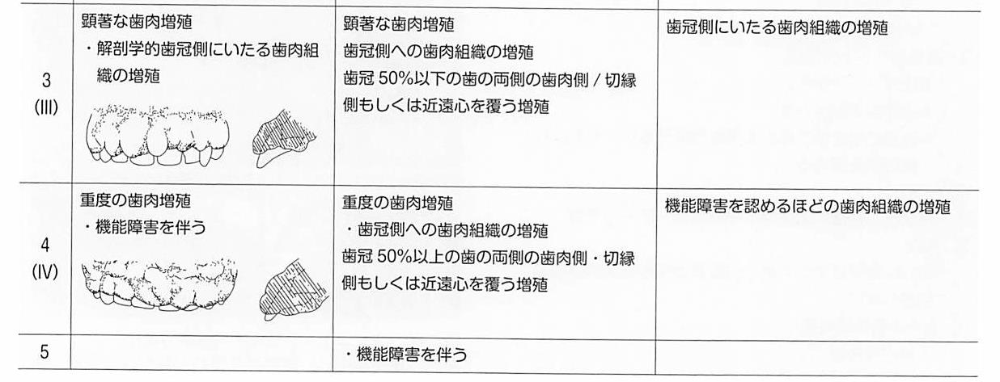 3
(III)
顕著な歯肉増殖
・解剖学的歯冠側にいたる歯肉組
織の増殖
顕著な歯肉増殖
歯冠側への歯肉組織の増殖
歯冠 50%以下の歯の両側の歯肉側 / 切縁
側もしくは近遠心を覆う増殖
歯冠側にいたる歯肉組織の増殖
4
(IV)
重度の歯肉増殖
・機能障害を伴う
重度の歯肉増殖
・歯冠側への歯肉組織の増殖
歯冠 50%以上の歯の両側の歯肉側・切縁
側もしくは近遠心を覆う増殖
機能障害を認めるほどの歯肉組織の増殖
5
・機能障害を伴う